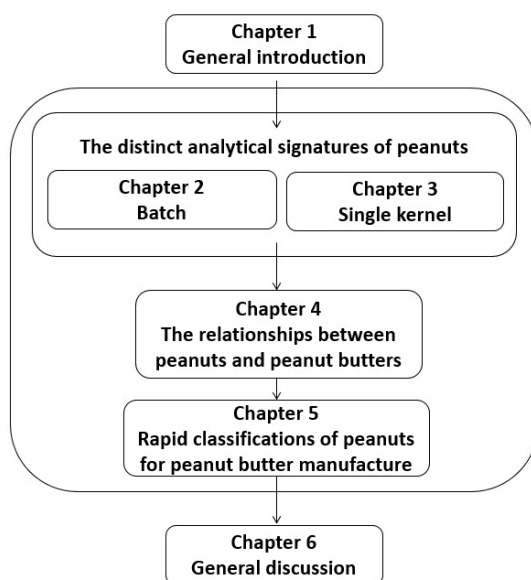 Chapter 1
General introduction
The distinct analytical signatures of peanuts
Chapter 2
Batch
Chapter 3
Single kernel
Chapter 4
The relationships between
peanuts and peanut butters
Chapter 5
Rapid classifications of peanuts
for peanut butter manufacture
Chapter 6
General discussion